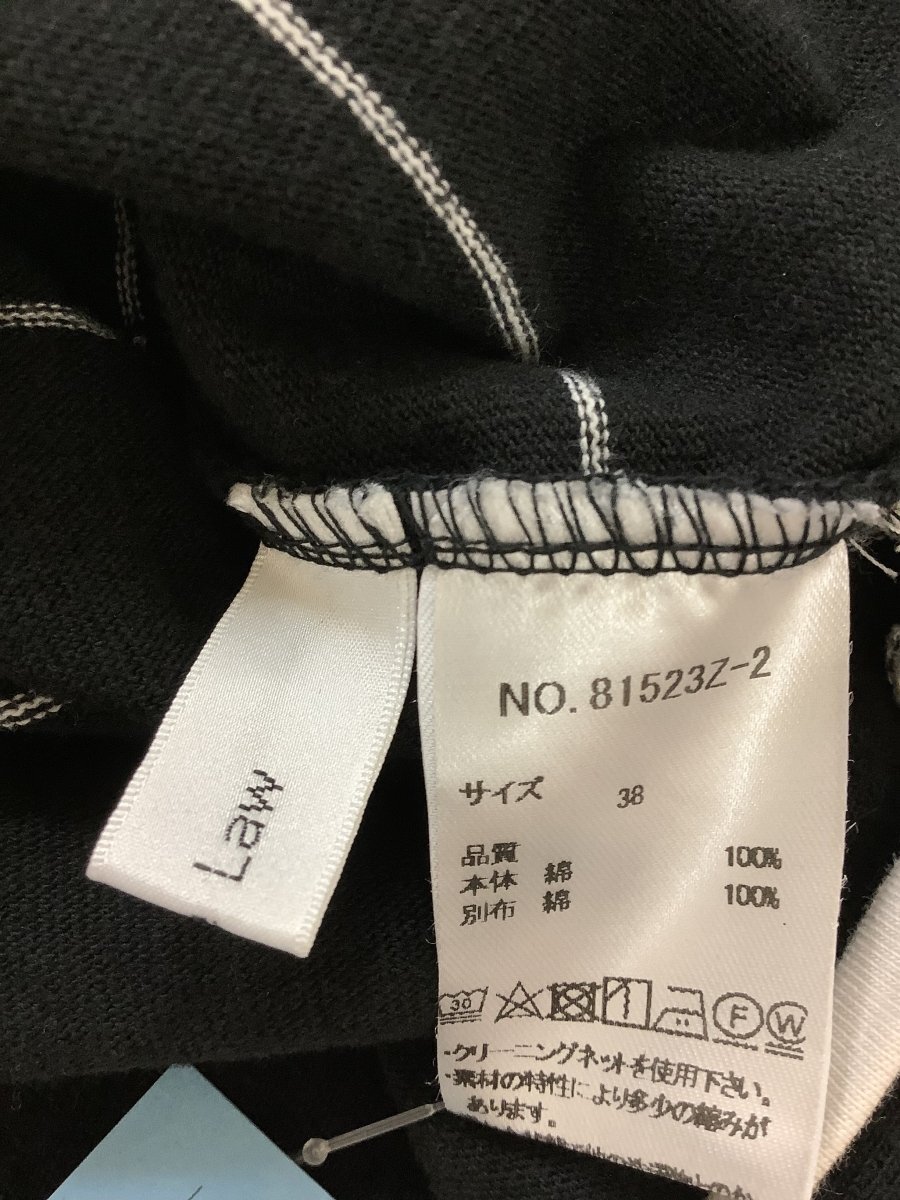 Law
NO. 81523Z-2
サイズ 38
品質
本体 綿 100%
別布 綿 100%
30
F W
・クリーニングネットを使用下さい。
・素材の特性により多少の縮みが
あります。